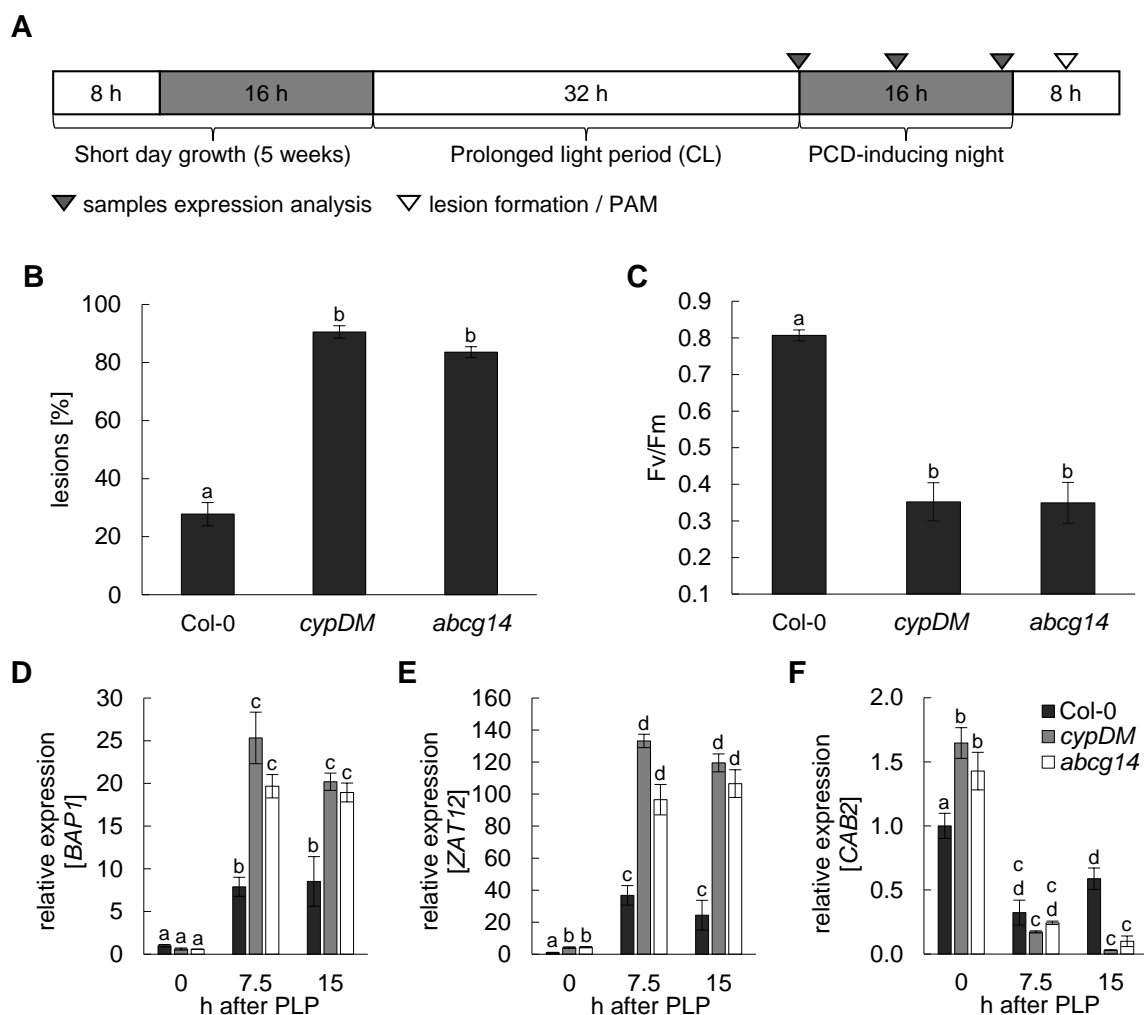 A
8 h 16 h 32 h 16 h 8 h
Short day growth (5 weeks) Prolonged light period (CL) PCD-inducing night
samples expression analysis lesion formation / PAM
B
lesions [%]
100
80
60
40
20
0
a b b
Col-0 cypDM abcg14
C
Fv/Fm
0.9
0.8
0.7
0.6
0.5
0.4
0.3
0.2
0.1
a b b
Col-0 cypDM abcg14
D
relative expression
[BAP1]
30
25
20
15
10
5
0
a a a b c c b c c
0 7.5 15
h after PLP
E
relative expression
[ZAT12]
160
140
120
100
80
60
40
20
0
a b b c d d c d d
0 7.5 15
h after PLP
F
relative expression
[CAB2]
2.0
1.5
1.0
0.5
0.0
Col-0
cypDM
abcg14
a b b c d c c d d c c
0 7.5 15
h after PLP